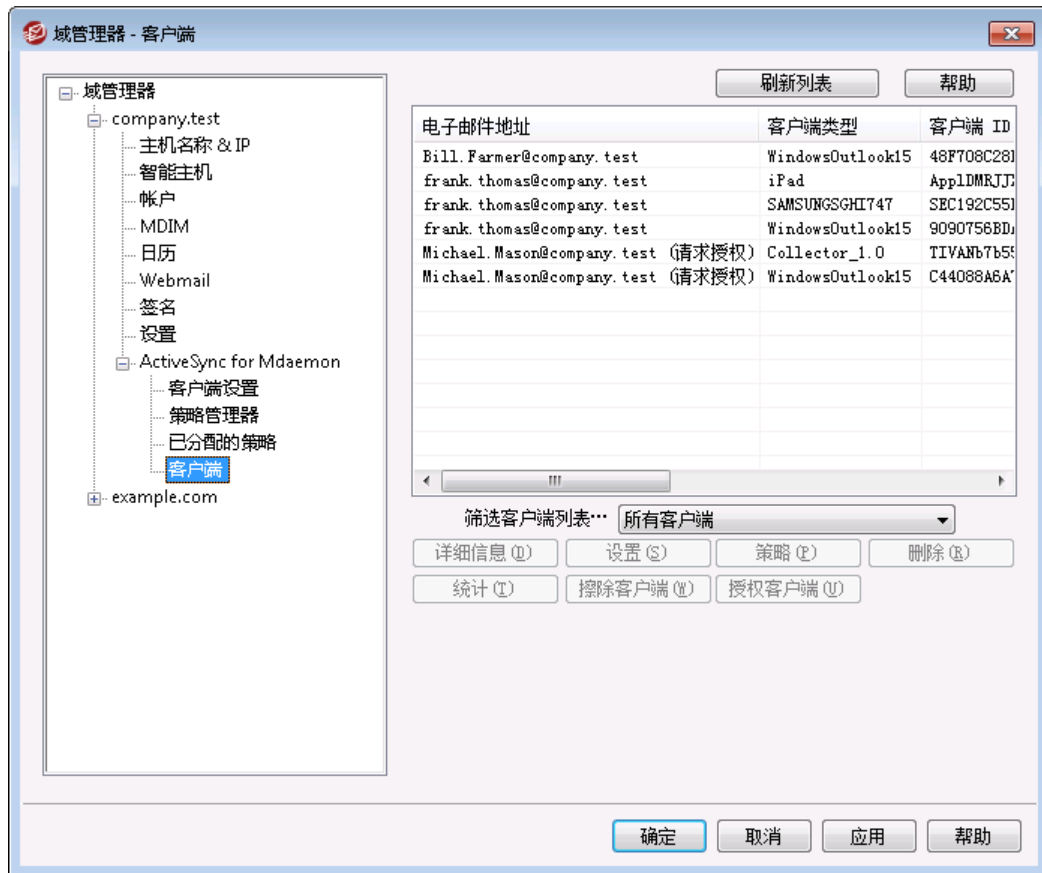 域管理器 - 客户端
域管理器
company.test
主机名称 & IP
智能主机
帐户
MDIM
日历
Webmail
签名
设置
ActiveSync for Mdaemon
客户端设置
策略管理器
已分配的策略
客户端
example.com
刷新列表 帮助
电子邮件地址 客户端类型 客户端 ID
Bill.Farmer@company.test WindowsOutlook15 48F708C28
frank.thomas@company.test iPad ApplDMRJJ
frank.thomas@company.test SAMSUNGSGHI747 SEC192C55
frank.thomas@company.test WindowsOutlook15 9090756BD
Michael.Mason@company.test (请求授权) Collector_1.0 TIVANb7b5
Michael.Mason@company.test (请求授权) WindowsOutlook15 C44088A6A
筛选客户端列表… 所有客户端
详细信息(D) 设置(S) 策略(P) 删除(R)
统计(T) 擦除客户端(W) 授权客户端(U)
确定 取消 应用 帮助